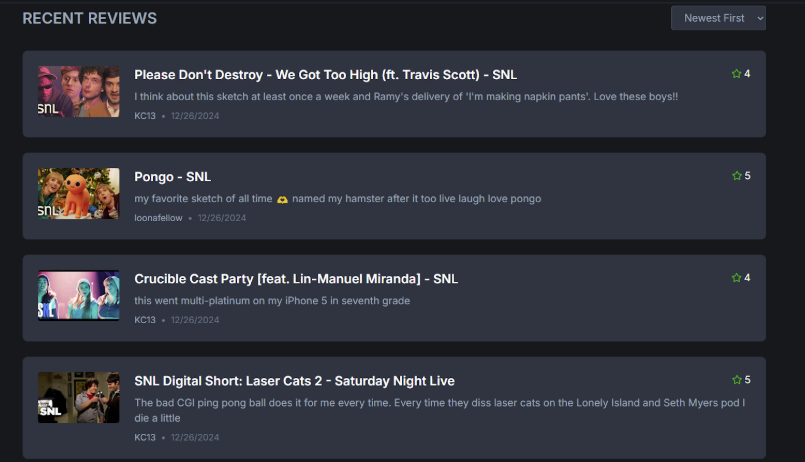 RECENT REVIEWS
Newest First
Please Don't Destroy - We Got Too High (ft. Travis Scott) - SNL
4
I think about this sketch at least once a week and Ramy's delivery of 'I'm making napkin pants'. Love these boys!!
KC13 • 12/26/2024
SNL
Pongo - SNL
5
my favorite sketch of all time 🫶 named my hamster after it too live laugh love pongo
loonafellow • 12/26/2024
SNL
Crucible Cast Party [feat. Lin-Manuel Miranda] - SNL
4
this went multi-platinum on my iPhone 5 in seventh grade
KC13 • 12/26/2024
SNL Digital Short: Laser Cats 2 - Saturday Night Live
5
The bad CGI ping pong ball does it for me every time. Every time they diss laser cats on the Lonely Island and Seth Myers pod I
die a little
KC13 • 12/26/2024
SNL